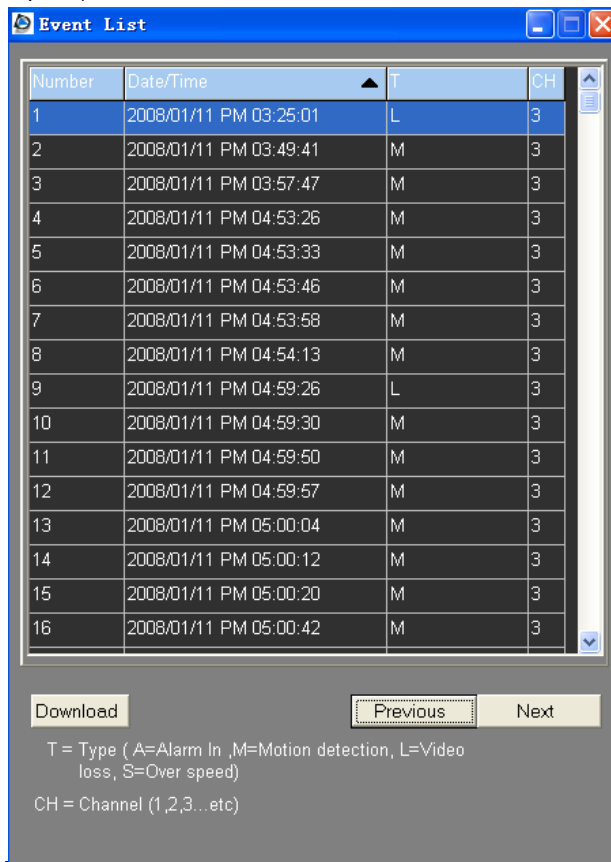 Event List
Number Date/Time T CH
1 2008/01/11 PM 03:25:01 L 3
2 2008/01/11 PM 03:49:41 M 3
3 2008/01/11 PM 03:57:47 M 3
4 2008/01/11 PM 04:53:26 M 3
5 2008/01/11 PM 04:53:33 M 3
6 2008/01/11 PM 04:53:46 M 3
7 2008/01/11 PM 04:53:58 M 3
8 2008/01/11 PM 04:54:13 M 3
9 2008/01/11 PM 04:59:26 L 3
10 2008/01/11 PM 04:59:30 M 3
11 2008/01/11 PM 04:59:50 M 3
12 2008/01/11 PM 04:59:57 M 3
13 2008/01/11 PM 05:00:04 M 3
14 2008/01/11 PM 05:00:12 M 3
15 2008/01/11 PM 05:00:20 M 3
16 2008/01/11 PM 05:00:42 M 3
Download Previous Next
T = Type ( A=Alarm In ,M=Motion detection, L=Video
loss, S=Over speed)
CH = Channel (1,2,3...etc)